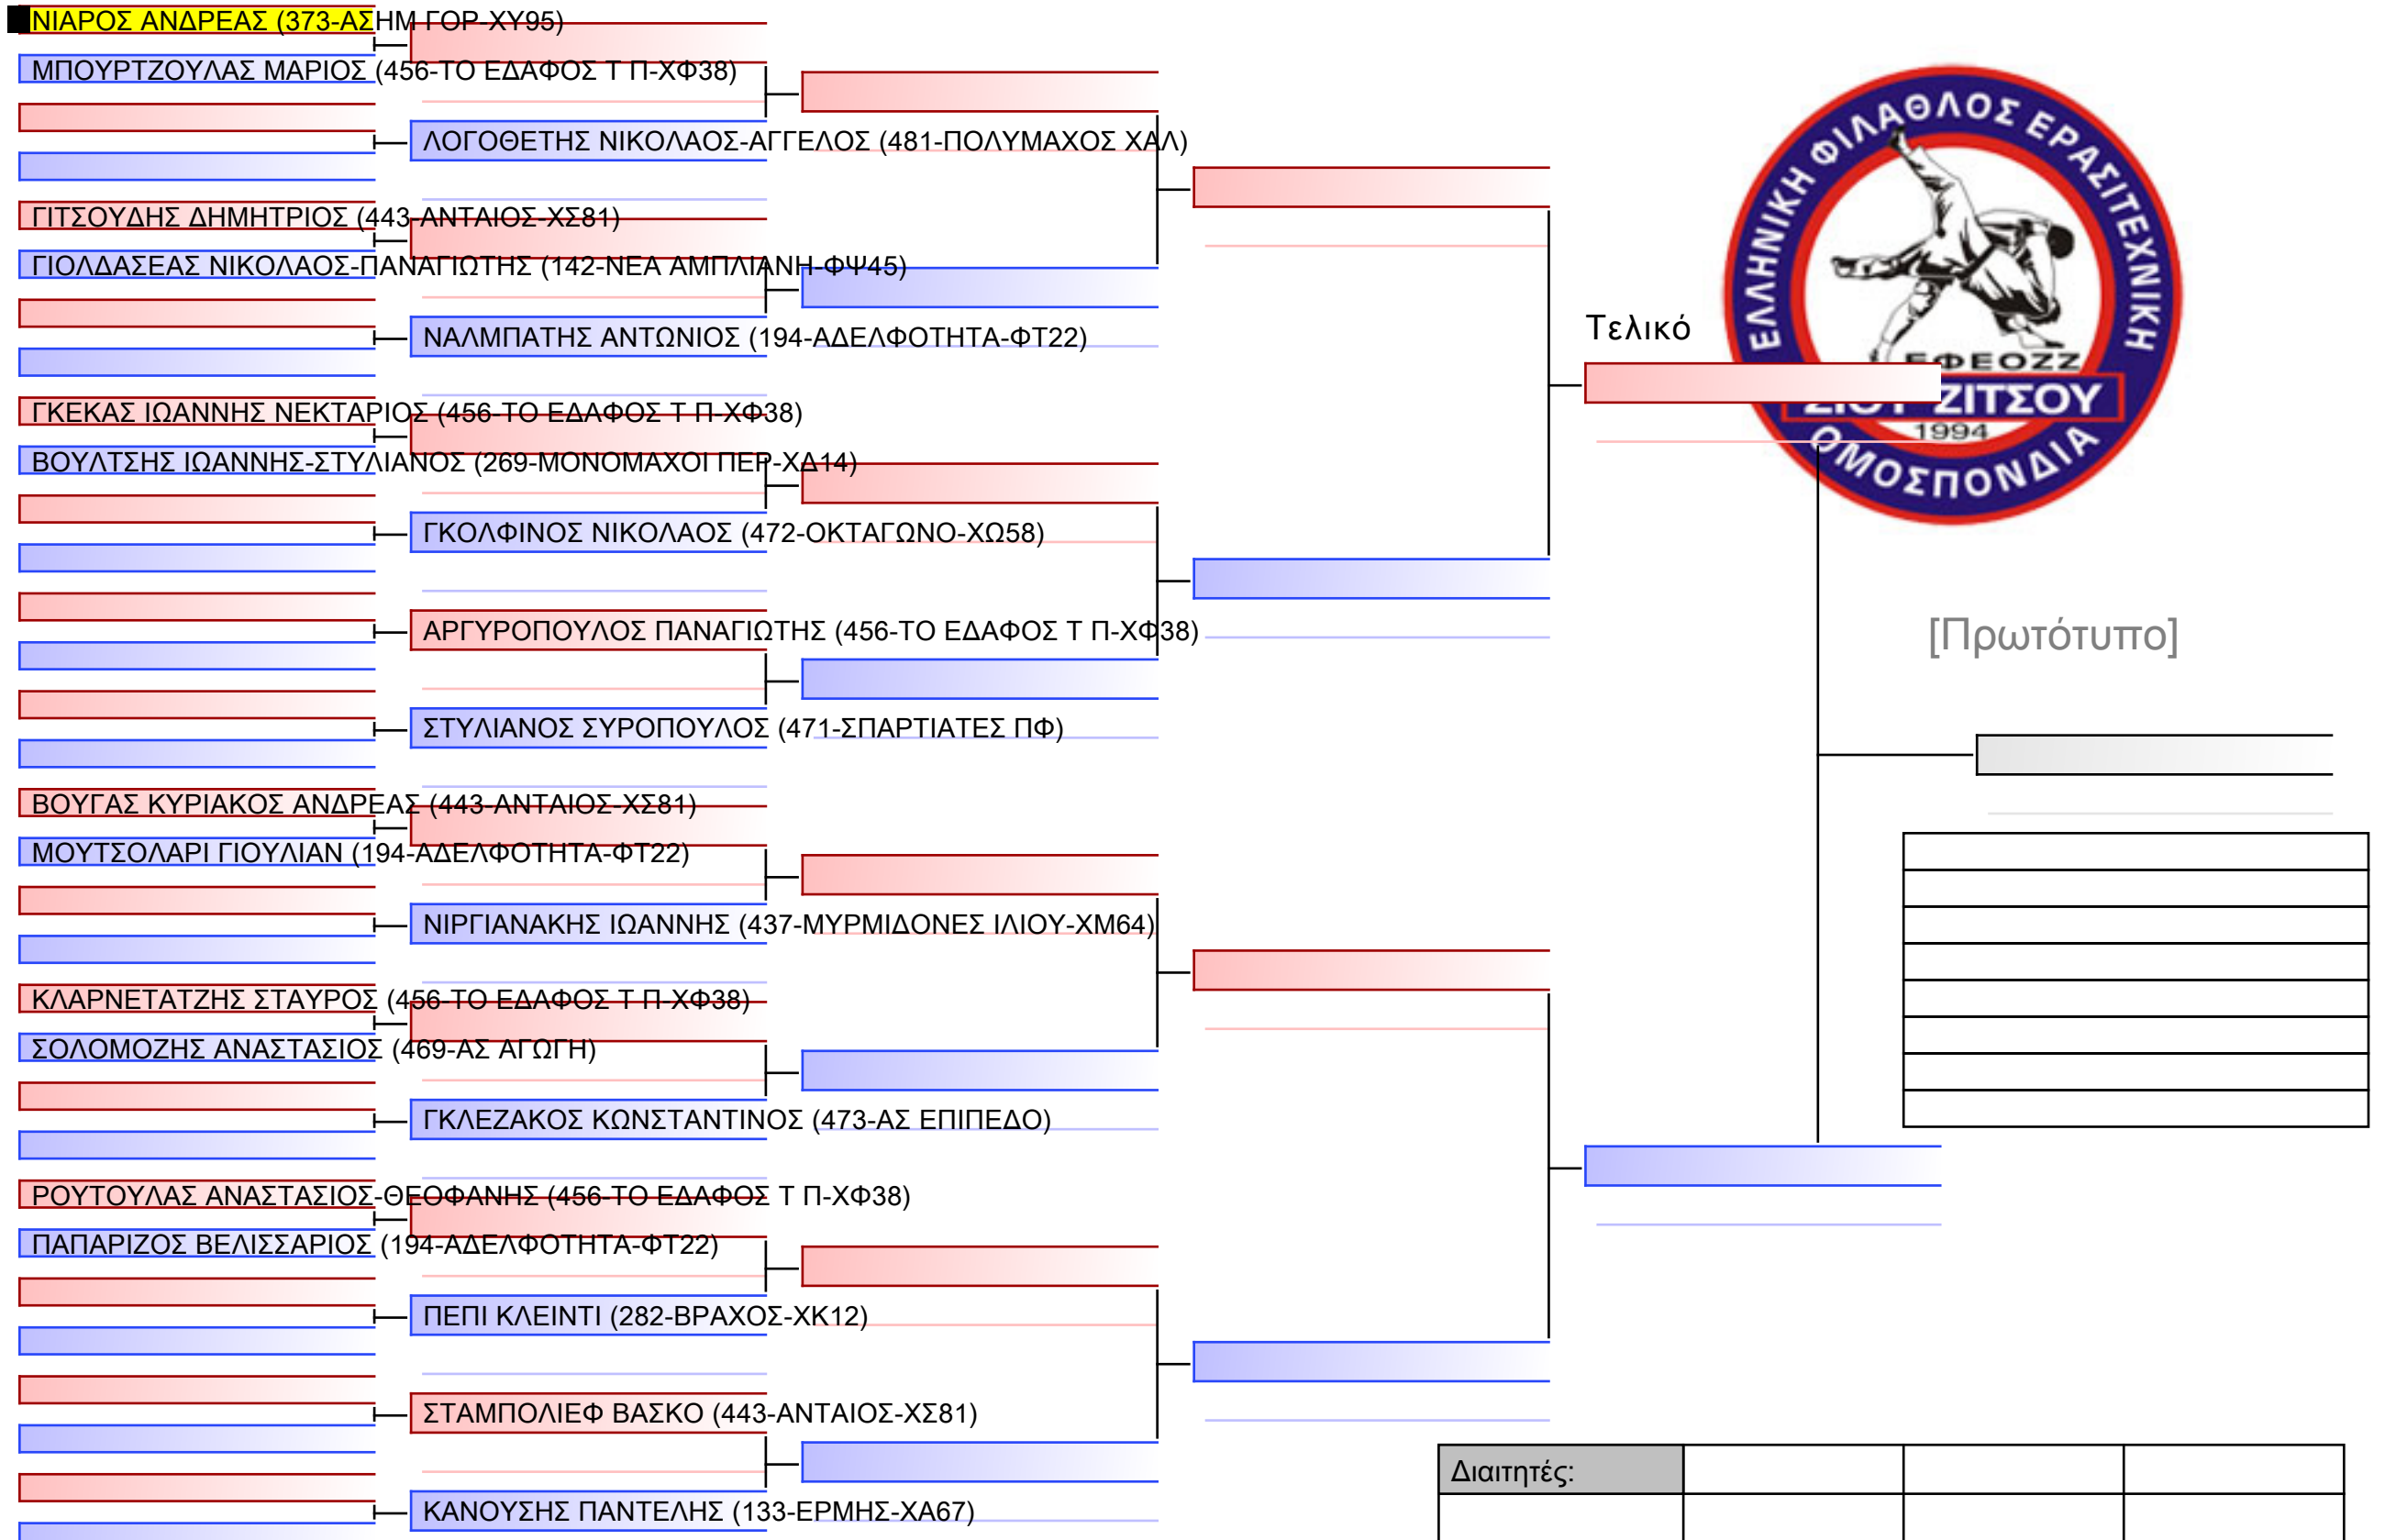 ΝΙΑΡΟΣ ΑΝΔΡΕΑΣ (373-ΑΣΗΜ ΓΟΡ-ΧΥ95)
ΜΠΟΥΡΤΖΟΥΛΑΣ ΜΑΡΙΟΣ (456-ΤΟ ΕΔΑΦΟΣ Τ Π-ΧΦ38)
ΛΟΓΟΘΕΤΗΣ ΝΙΚΟΛΑΟΣ-ΑΓΓΕΛΟΣ (481-ΠΟΛΥΜΑΧΟΣ ΧΑΛ)
ΓΙΤΣΟΥΔΗΣ ΔΗΜΗΤΡΙΟΣ (443-ΑΝΤΑΙΟΣ-ΧΣ81)
ΓΙΟΛΔΑΣΕΑΣ ΝΙΚΟΛΑΟΣ-ΠΑΝΑΓΙΩΤΗΣ (142-ΝΕΑ ΑΜΠΛΙΑΝΗ-ΦΨ45)
ΝΑΛΜΠΑΤΗΣ ΑΝΤΩΝΙΟΣ (194-ΑΔΕΛΦΟΤΗΤΑ-ΦΤ22)
ΓΚΕΚΑΣ ΙΩΑΝΝΗΣ ΝΕΚΤΑΡΙΟΣ (456-ΤΟ ΕΔΑΦΟΣ Τ Π-ΧΦ38)
ΒΟΥΛΤΣΗΣ ΙΩΑΝΝΗΣ-ΣΤΥΛΙΑΝΟΣ (269-ΜΟΝΟΜΑΧΟΙ ΠΕΡ-ΧΔ14)
ΓΚΟΛΦΙΝΟΣ ΝΙΚΟΛΑΟΣ (472-ΟΚΤΑΓΩΝΟ-ΧΩ58)
ΑΡΓΥΡΟΠΟΥΛΟΣ ΠΑΝΑΓΙΩΤΗΣ (456-ΤΟ ΕΔΑΦΟΣ Τ Π-ΧΦ38)
ΣΤΥΛΙΑΝΟΣ ΣΥΡΟΠΟΥΛΟΣ (471-ΣΠΑΡΤΙΑΤΕΣ ΠΦ)
ΒΟΥΓΑΣ ΚΥΡΙΑΚΟΣ ΑΝΔΡΕΑΣ (443-ΑΝΤΑΙΟΣ-ΧΣ81)
ΜΟΥΤΣΟΛΑΡΙ ΓΙΟΥΛΙΑΝ (194-ΑΔΕΛΦΟΤΗΤΑ-ΦΤ22)
ΝΙΡΓΙΑΝΑΚΗΣ ΙΩΑΝΝΗΣ (437-ΜΥΡΜΙΔΟΝΕΣ ΙΛΙΟΥ-ΧΜ64)
ΚΛΑΡΝΕΤΑΤΖΗΣ ΣΤΑΥΡΟΣ (456-ΤΟ ΕΔΑΦΟΣ Τ Π-ΧΦ38)
ΣΟΛΟΜΟΖΗΣ ΑΝΑΣΤΑΣΙΟΣ (469-ΑΣ ΑΓΩΓΗ)
ΓΚΛΕΖΑΚΟΣ ΚΩΝΣΤΑΝΤΙΝΟΣ (473-ΑΣ ΕΠΙΠΕΔΟ)
ΡΟΥΤΟΥΛΑΣ ΑΝΑΣΤΑΣΙΟΣ-ΘΕΟΦΑΝΗΣ (456-ΤΟ ΕΔΑΦΟΣ Τ Π-ΧΦ38)
ΠΑΠΑΡΙΖΟΣ ΒΕΛΙΣΣΑΡΙΟΣ (194-ΑΔΕΛΦΟΤΗΤΑ-ΦΤ22)
ΠΕΠΙ ΚΛΕΙΝΤΙ (282-ΒΡΑΧΟΣ-ΧΚ12)
ΣΤΑΜΠΟΛΙΕΦ ΒΑΣΚΟ (443-ΑΝΤΑΙΟΣ-ΧΣ81)
ΚΑΝΟΥΣΗΣ ΠΑΝΤΕΛΗΣ (133-ΕΡΜΗΣ-ΧΑ67)
Τελικό
ΕΛΛΗΝΙΚΗ ΦΙΛΑΘΛΟΣ ΕΡΑΣΙΤΕΧΝΙΚΗ
ΕΦΕΟΖΖ
ΖΙΤΣΟΥ
1994
ΟΜΟΣΠΟΝΔΙΑ
[Πρωτότυπο]
Διαιτητές: